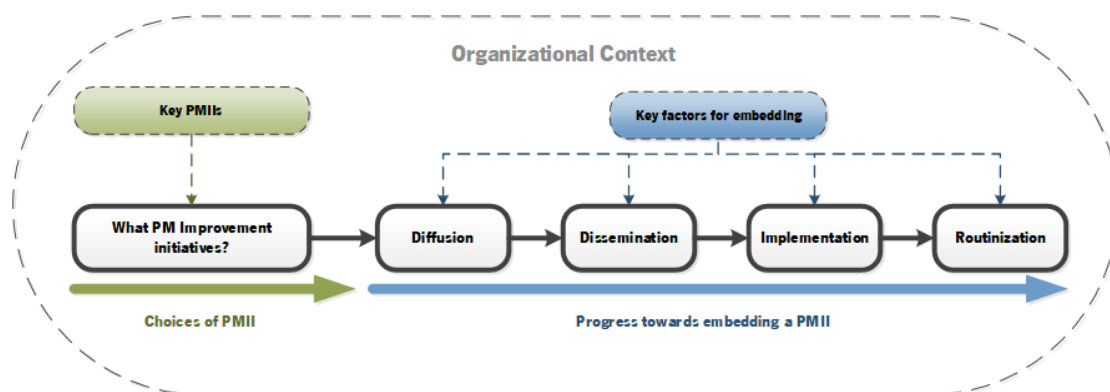 Organizational Context
Key PMIIs
Key factors for embedding
What PM Improvement
initiatives?
Diffusion
Dissemination
Implementation
Routinization
Choices of PMII
Progress towards embedding a PMII